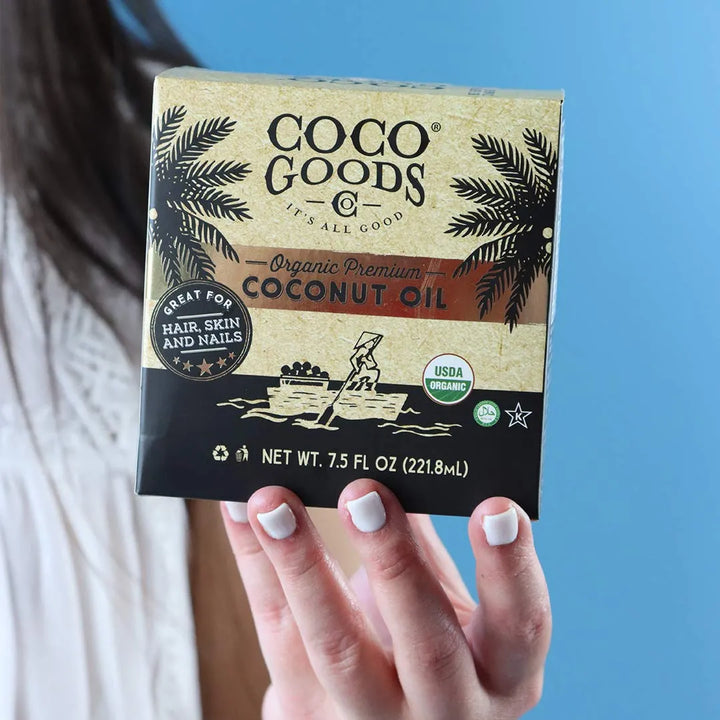 COCO®
GOODS
Co
IT'S ALL GOOD
Organic Premium
COCONUT OIL
GREAT FOR
HAIR, SKIN
AND NAILS
USDA
ORGANIC
حلال
K
NET WT. 7.5 FL OZ (221.8mL)